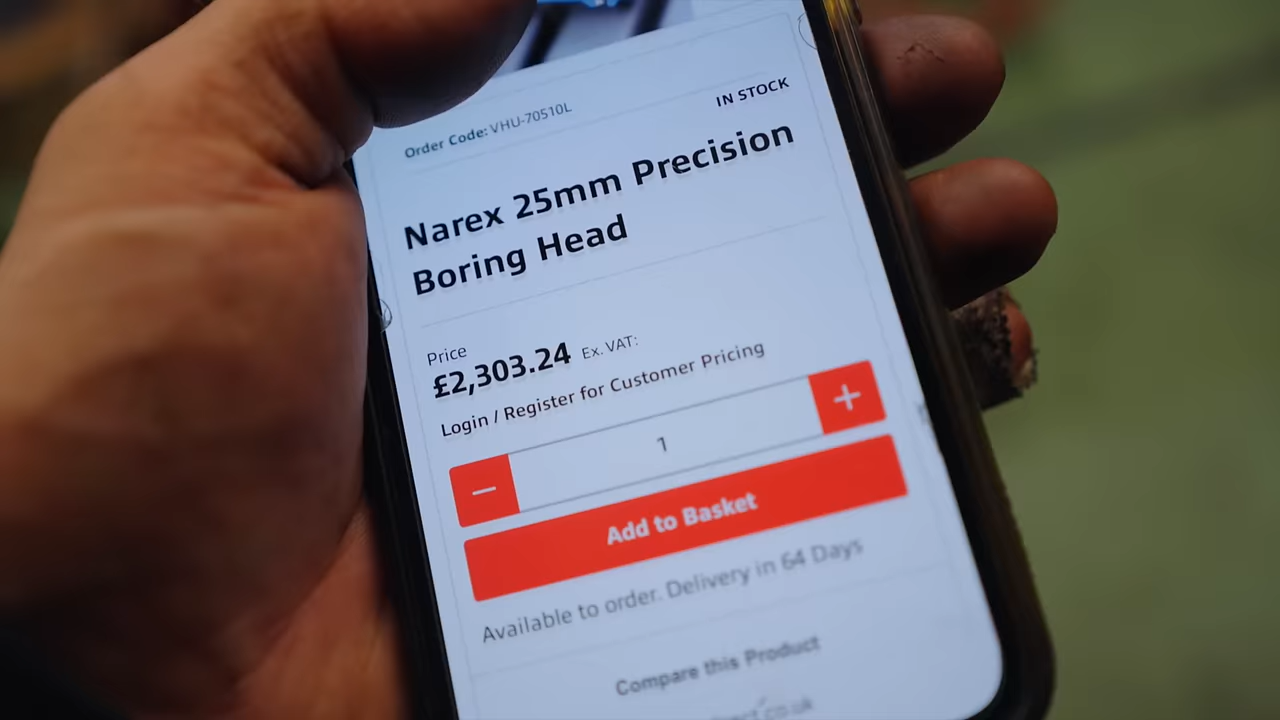 Order Code: VHU-70510L
IN STOCK
Narex 25mm Precision
Boring Head
Price
£2,303.24 Ex. VAT:
Login / Register for Customer Pricing
− 1 +
Add to Basket
Available to order. Delivery in 64 Days
Compare this Product